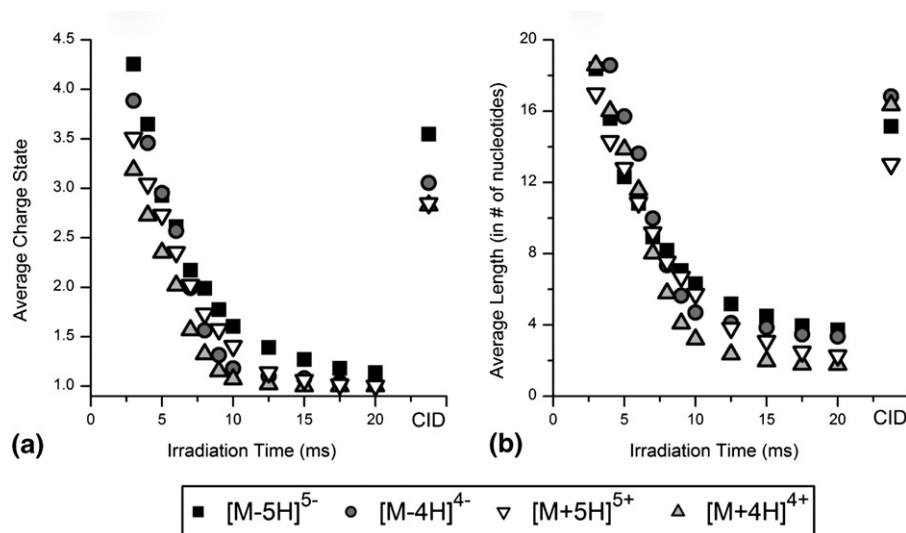 4.5
4.0
3.5
3.0
2.5
2.0
1.5
1.0
Average Charge State
0 5 10 15 20 CID
Irradiation Time (ms)
(a)
20
16
12
8
4
0
Average Length (in # of nucleotides)
0 5 10 15 20 CID
Irradiation Time (ms)
(b)
[M-5H]5- [M-4H]4- [M+5H]5+ [M+4H]4+